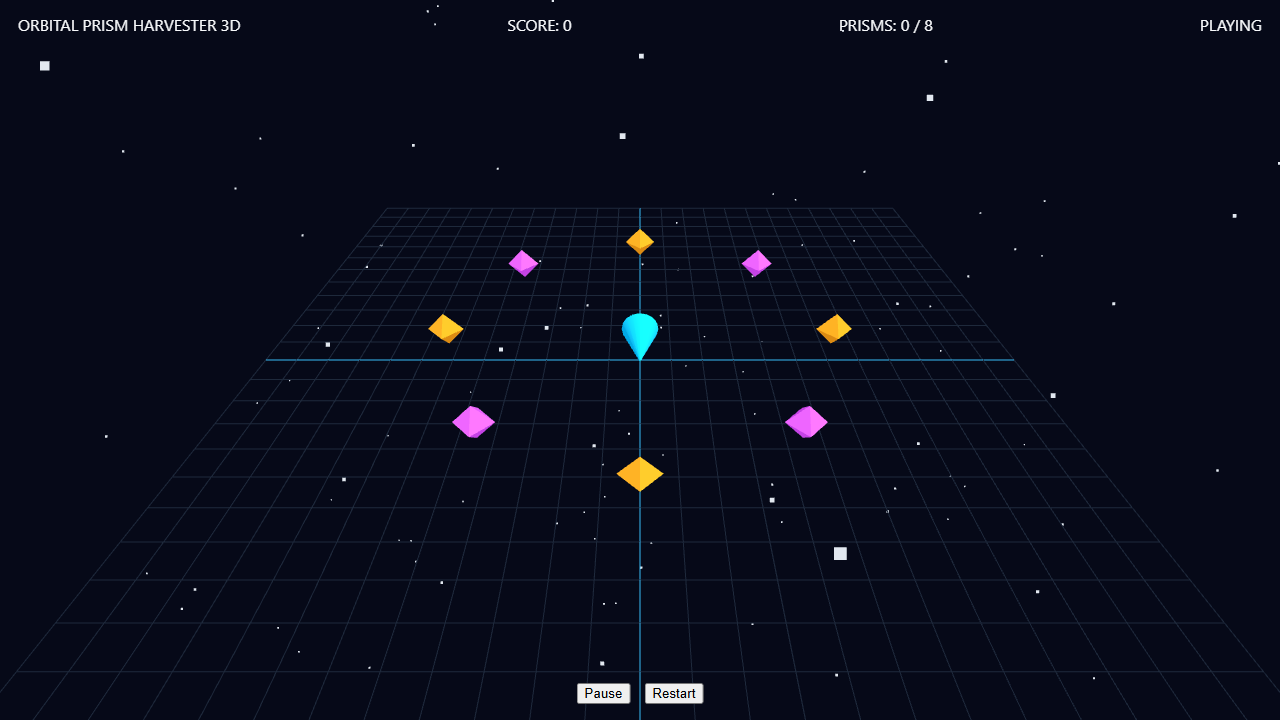 ORBITAL PRISM HARVESTER 3D
SCORE: 0
PRISMS: 0 / 8
PLAYING
Pause
Restart